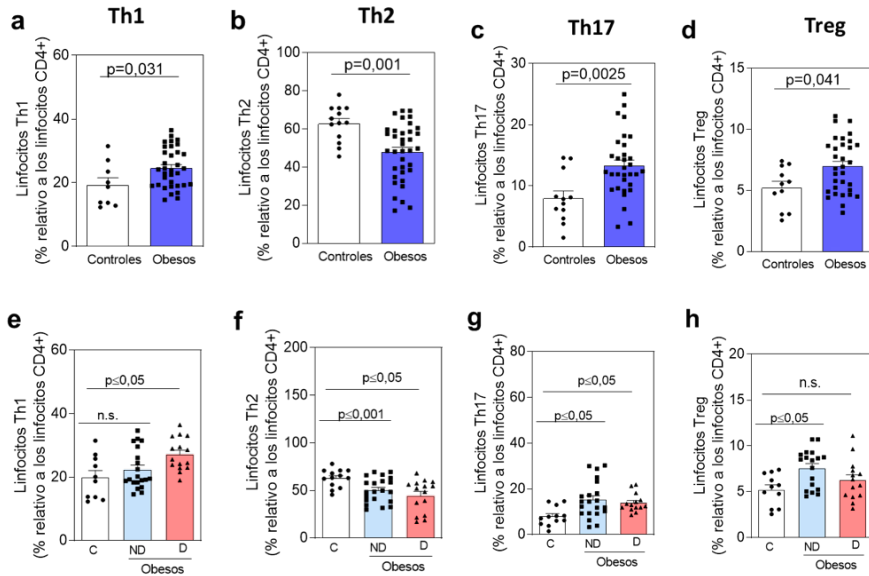 a
Th1
Linfocitos Th1
(% relativo a los linfocitos CD4+)
60
40
20
0
p=0,031
Controles
Obesos
b
Th2
Linfocitos Th2
(% relativo a los linfocitos CD4+)
100
80
60
40
20
0
p=0,001
Controles
Obesos
c
Th17
Linfocitos Th17
(% relativo a los linfocitos CD4+)
30
20
10
0
p=0,0025
Controles
Obesos
d
Treg
Linfocitos Treg
(% relativo a los linfocitos CD4+)
15
10
5
0
p=0,041
Controles
Obesos
e
Linfocitos Th1
(% relativo a los linfocitos CD4+)
60
40
20
0
p≤0,05
n.s.
C
ND
D
Obesos
f
Linfocitos Th2
(% relativo a los linfocitos CD4+)
200
150
100
50
0
p≤0,05
p≤0,001
C
ND
D
Obesos
g
Linfocitos Th17
(% relativo a los linfocitos CD4+)
80
60
40
20
0
p≤0,05
p≤0,05
C
ND
D
Obesos
h
Linfocitos Treg
(% relativo a los linfocitos CD4+)
20
15
10
5
0
n.s.
p≤0,05
C
ND
D
Obesos